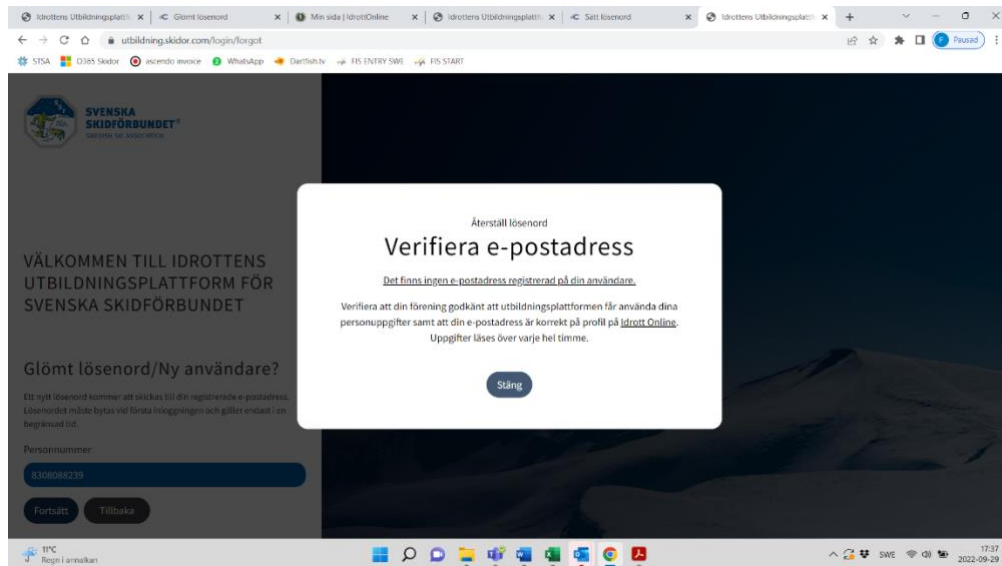 Idrottens Utbildningsplattfo
Glömt lösenord
Min sida | IdrottOnline
Idrottens Utbildningsplattfo
Sätt lösenord
Idrottens Utbildningsplattfo
utbildning.skidor.com/login/forgot
Pausad
STSA
D365 Skidor
ascendo invoice
WhatsApp
Dartfish.tv
FIS ENTRY SWE
FIS START
SVENSKA
SKIDFÖRBUNDET
SWEDISH SKI ASSOCIATION
VÄLKOMMEN TILL IDROTTENS
UTBILDNINGSPLATTFORM FÖR
SVENSKA SKIDFÖRBUNDET
Glömt lösenord/Ny användare?
Ett nytt lösenord kommer att skickas till din registrerade e-postadress.
Lösenordet måste bytas vid första inloggningen och gäller endast i en
begränsad tid.
Personnummer
8308088239
Fortsätt
Tillbaka
Återställ lösenord
Verifiera e-postadress
Det finns ingen e-postadress registrerad på din användare.
Verifiera att din förening godkänt att utbildningsplattformen får använda dina
personuppgifter samt att din e-postadress är korrekt på profil på Idrott Online.
Uppgifter läses över varje hel timme.
Stäng
11°C
Regn i annalkan
SWE
17:37
2022-09-29